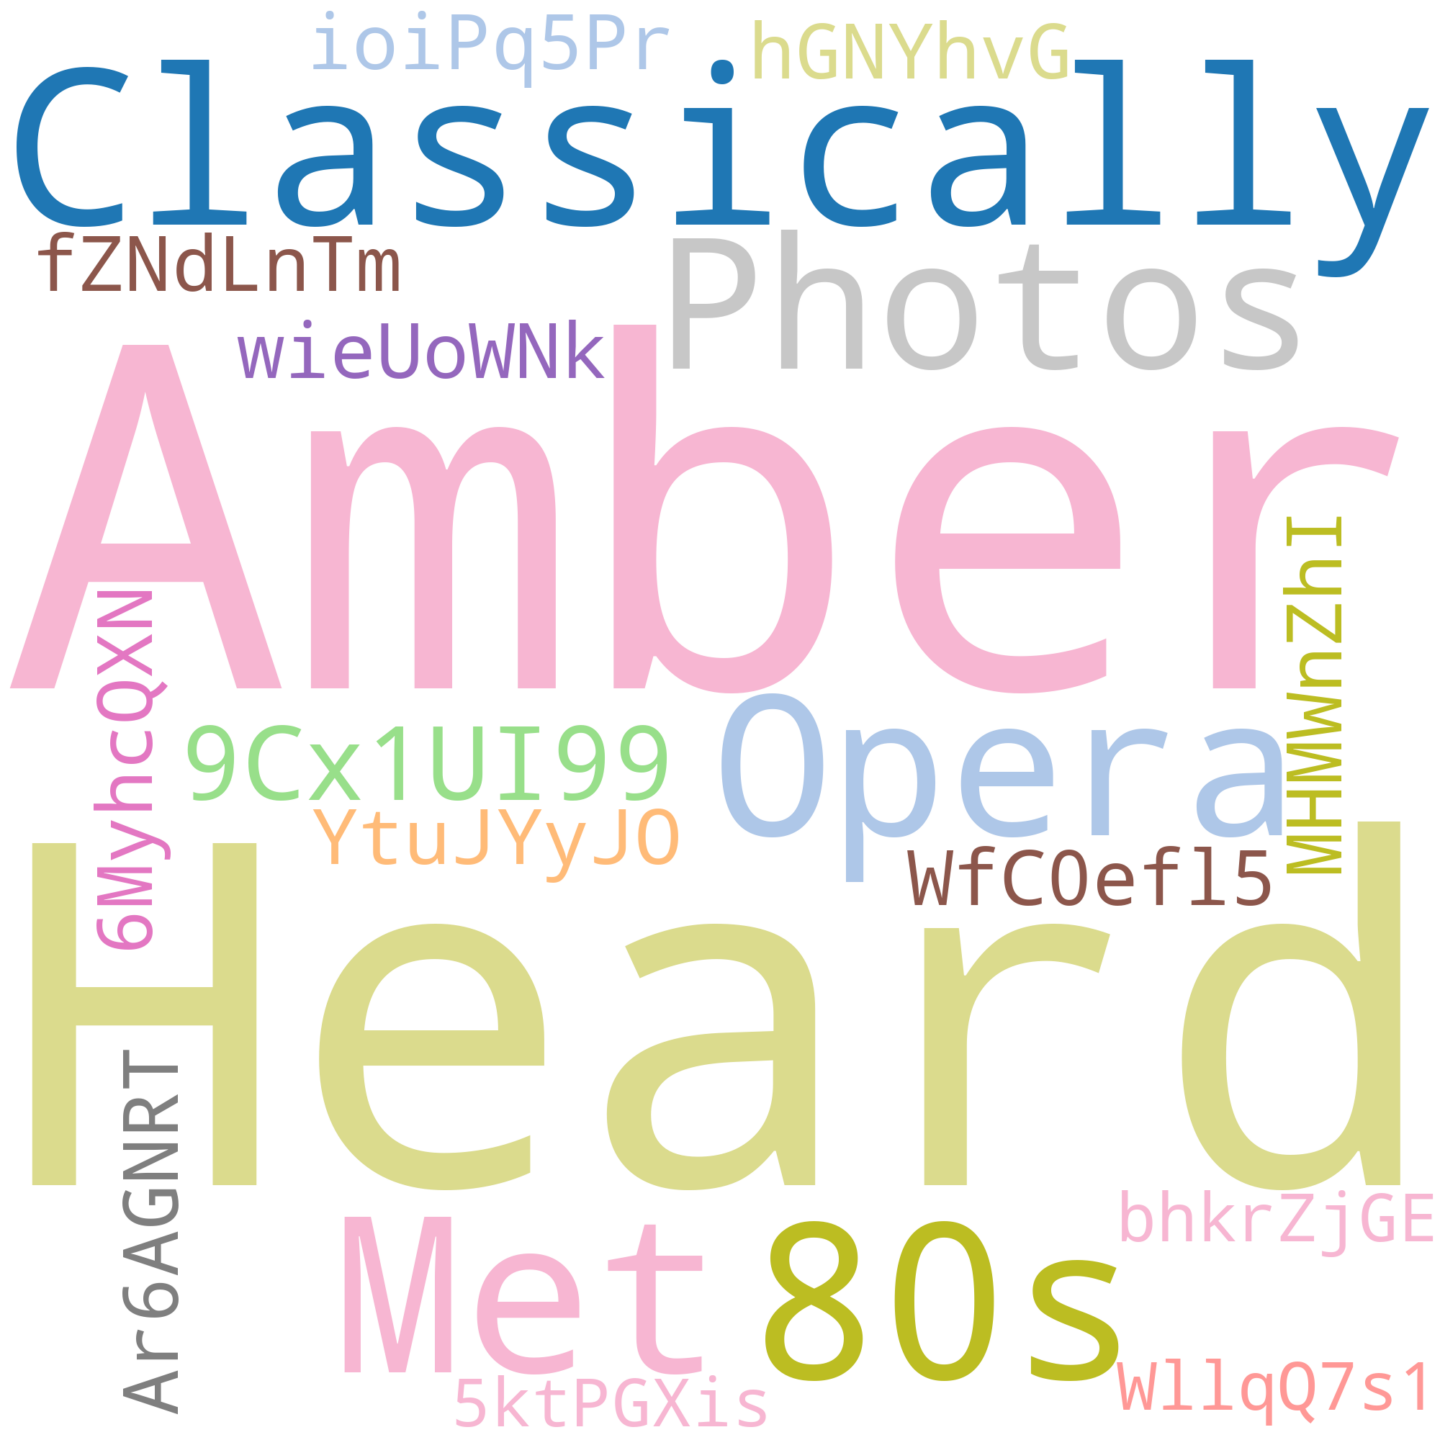 ioiPq5Pr
hGNYhvG
Classically
fZNdLnTm
Photos
wieUoWNk
Amber
MHMWnZhI
6MyhcQXN
9Cx1UI99
Opera
YtuJYyJO
WfC0efl5
Heard
Ar6AGNRT
bhkrZjGE
Met
80s
WllqQ7s1
5ktPGXis